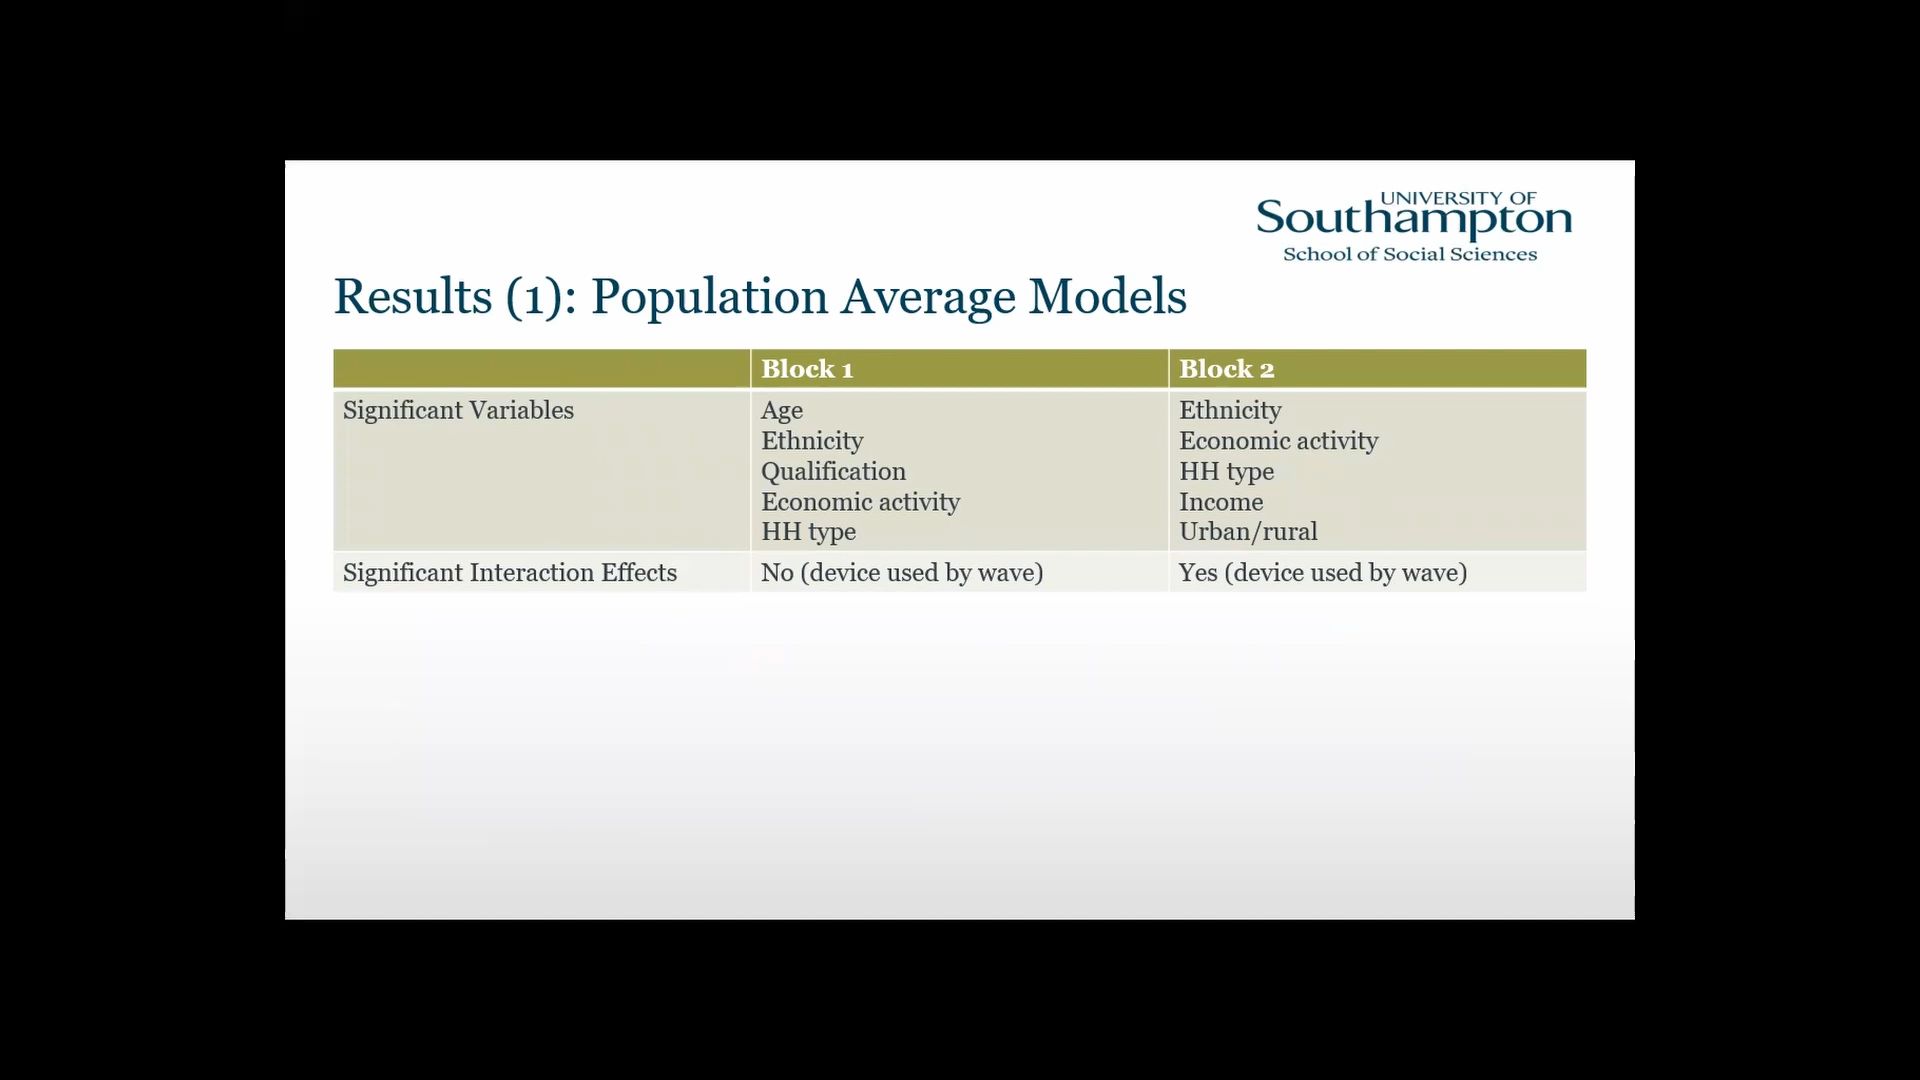 UNIVERSITY OF
Southampton
School of Social Sciences
Results (1): Population Average Models
Block 1
Block 2
Significant Variables
Age
Ethnicity
Qualification
Economic activity
HH type
Ethnicity
Economic activity
HH type
Income
Urban/rural
Significant Interaction Effects
No (device used by wave)
Yes (device used by wave)